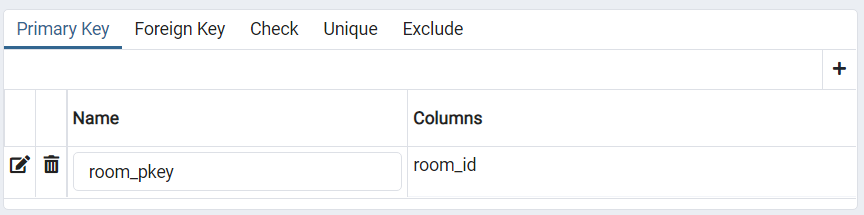 Primary Key Foreign Key Check Unique Exclude
Name Columns
room_pkey room_id